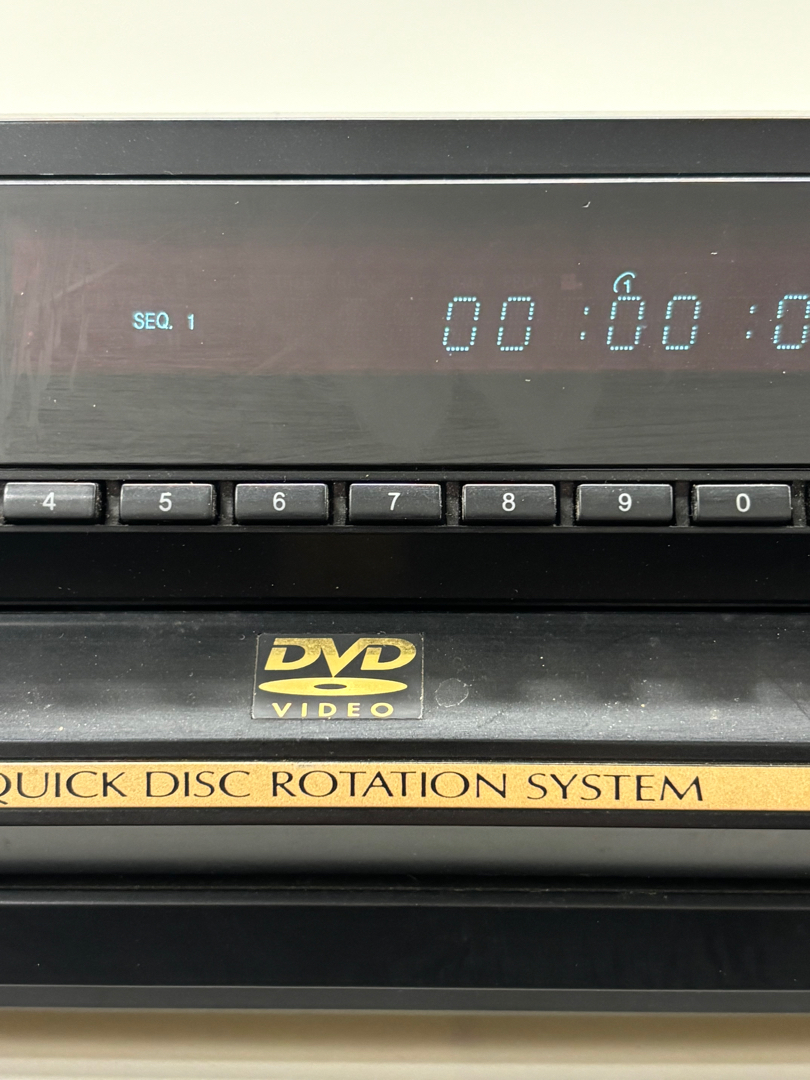 1
SEQ. 1 00:00:0
4 5 6 7 8 9 0
DVD
VIDEO
QUICK DISC ROTATION SYSTEM